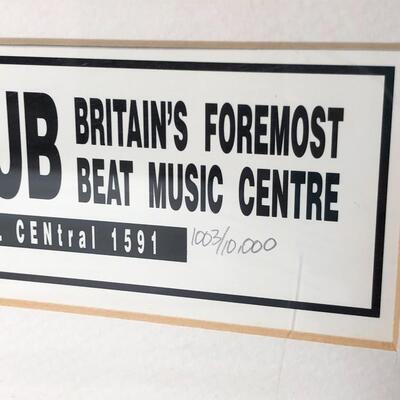 UB BRITAIN'S FOREMOST
BEAT MUSIC CENTRE
. CENtral 1591 1003/10,000